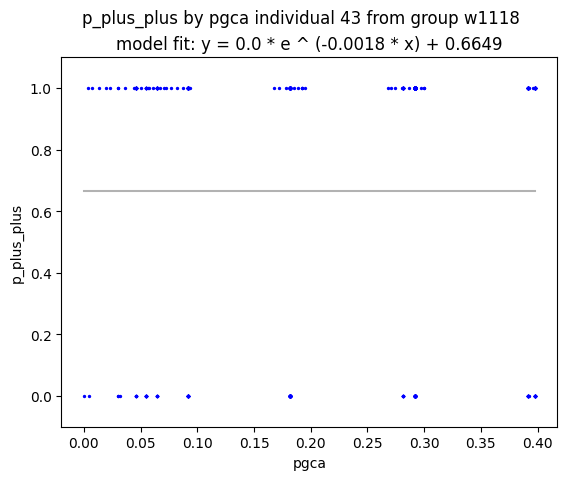 p_plus_plus by pgca individual 43 from group w1118
model fit: y = 0.0 * e ^ (-0.0018 * x) + 0.6649
1.0
0.8
0.6
0.4
0.2
0.0
p_plus_plus
0.00 0.05 0.10 0.15 0.20 0.25 0.30 0.35 0.40
pgca